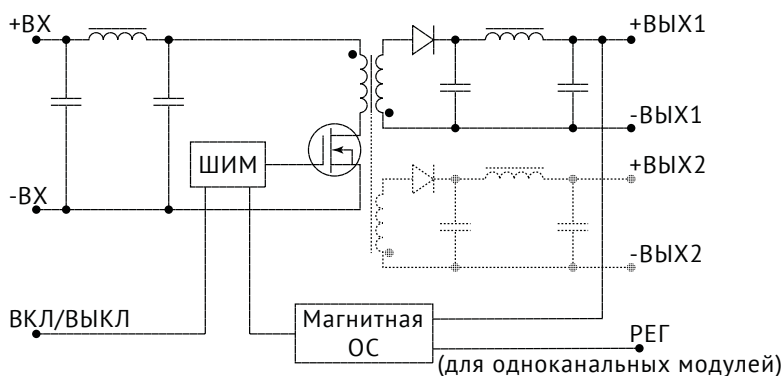 +ВХ
+ВЫХ1
-ВЫХ1
ШИМ
+ВЫХ2
-ВХ
-ВЫХ2
ВКЛ/ВЫКЛ
Магнитная
ОС
РЕГ
(для одноканальных модулей)